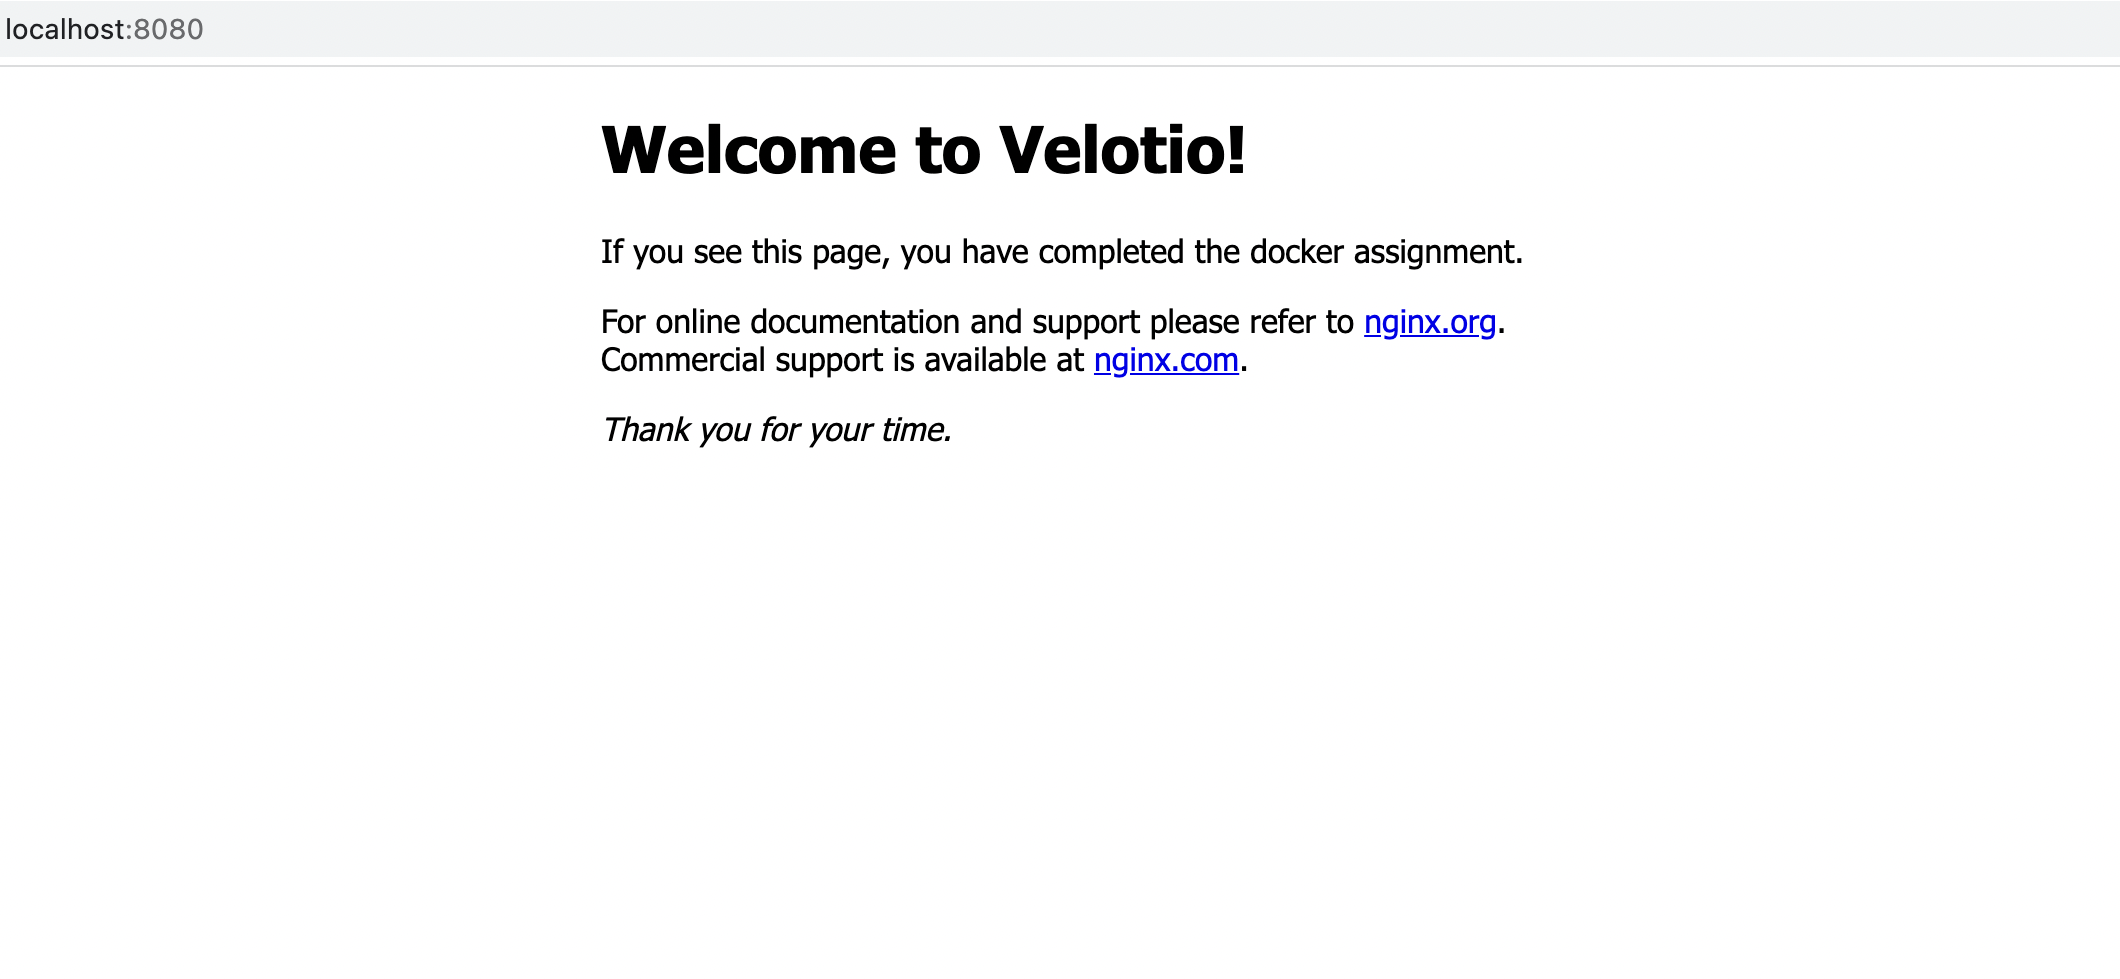 localhost:8080
Welcome to Velotio!
If you see this page, you have completed the docker assignment.
For online documentation and support please refer to nginx.org.
Commercial support is available at nginx.com.
Thank you for your time.